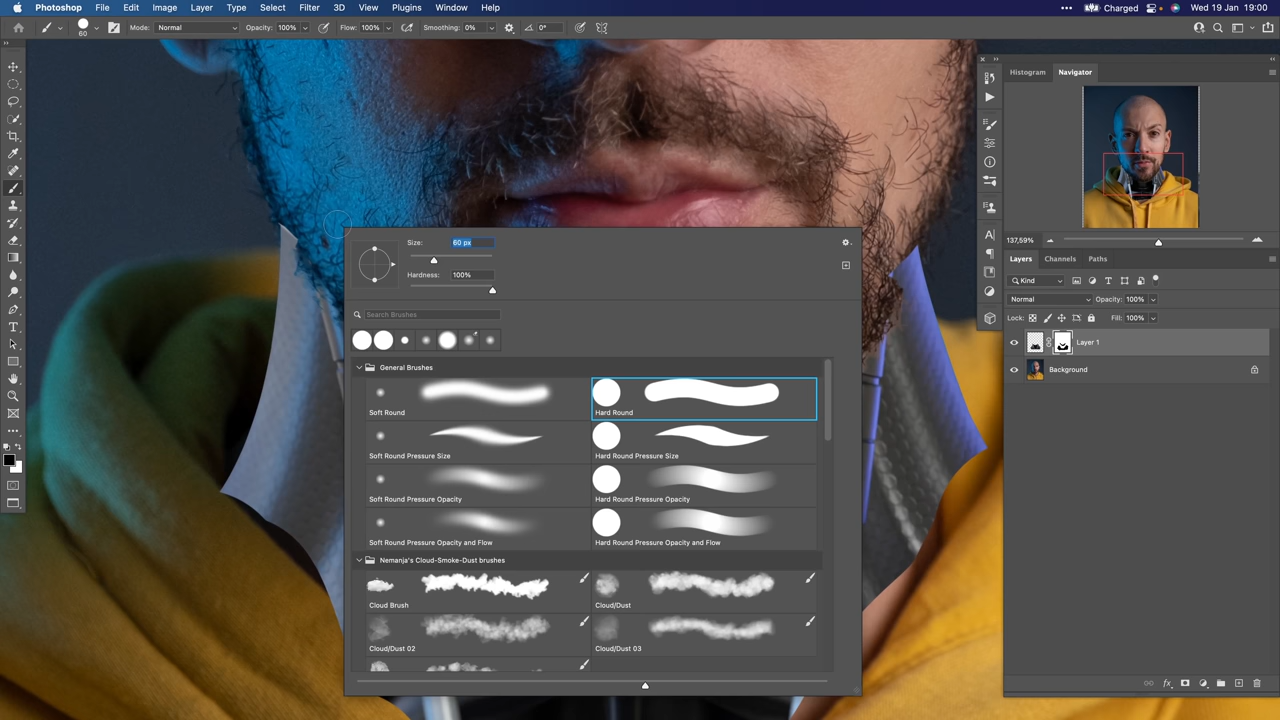 Photoshop File Edit Image Layer Type Select Filter 3D View Plugins Window Help ••• Charged Wed 19 Jan 19:00
60 Mode: Normal Opacity: 100% Flow: 100% Smoothing: 0% 0°
Histogram Navigator
137,59%
Layers Channels Paths
Kind
Normal Opacity: 100%
Lock: Fill: 100%
Layer 1
Background
Size: 60 px
Hardness: 100%
Search Brushes
General Brushes
Soft Round Hard Round
Soft Round Pressure Size Hard Round Pressure Size
Soft Round Pressure Opacity Hard Round Pressure Opacity
Soft Round Pressure Opacity and Flow Hard Round Pressure Opacity and Flow
Nemanja's Cloud-Smoke-Dust brushes
Cloud Brush Cloud/Dust
Cloud/Dust 02 Cloud/Dust 03